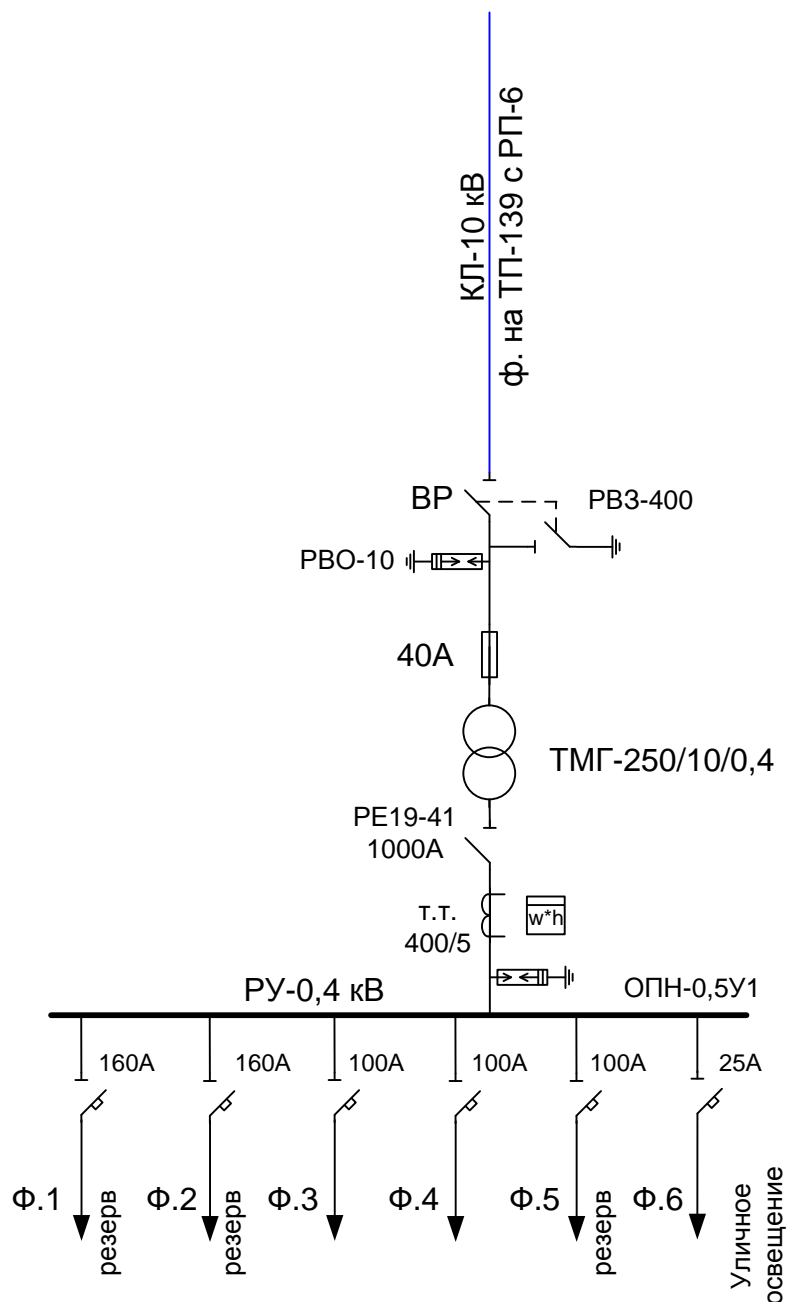 КЛ-10 кВ
ф. на ТП-139 с РП-6
ВР
РВЗ-400
РВО-10
40А
ТМГ-250/10/0,4
РЕ19-41
1000А
т.т.
400/5
w*h
РУ-0,4 кВ
ОПН-0,5У1
160А
160А
100А
100А
100А
25А
Ф.1
резерв
Ф.2
резерв
Ф.3
Ф.4
Ф.5
резерв
Ф.6
Уличное
освещение